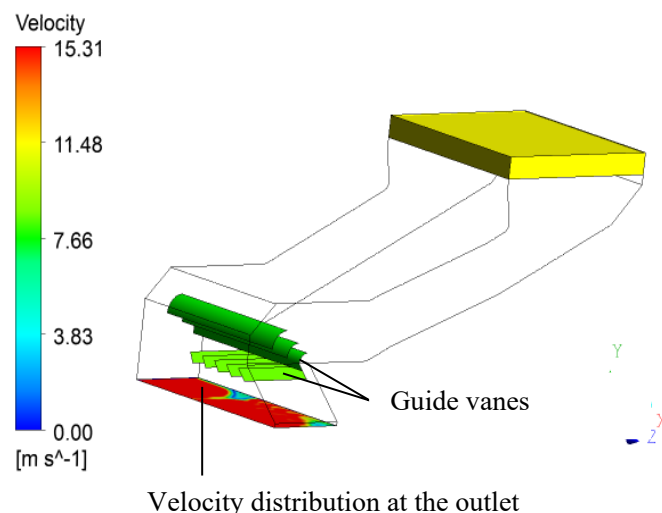 Velocity
15.31
11.48
7.66
3.83
0.00
[m s^-1]
Y
X
Z
Guide vanes
Velocity distribution at the outlet